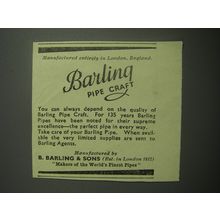 Manufactured entirely in London, England.
Barling
PIPE CRAFT
You can always depend on the quality of
Barling Pipe Craft. For 135 years Barling
Pipes have been noted for their supreme
excellence—the perfect pipe in every way.
Take care of your Barling Pipe. When avail-
able the very limited supplies are sent to
Barling Agents.
Manufactured by
B. BARLING & SONS (Est. in London 1812)
"Makers of the World's Finest Pipes"